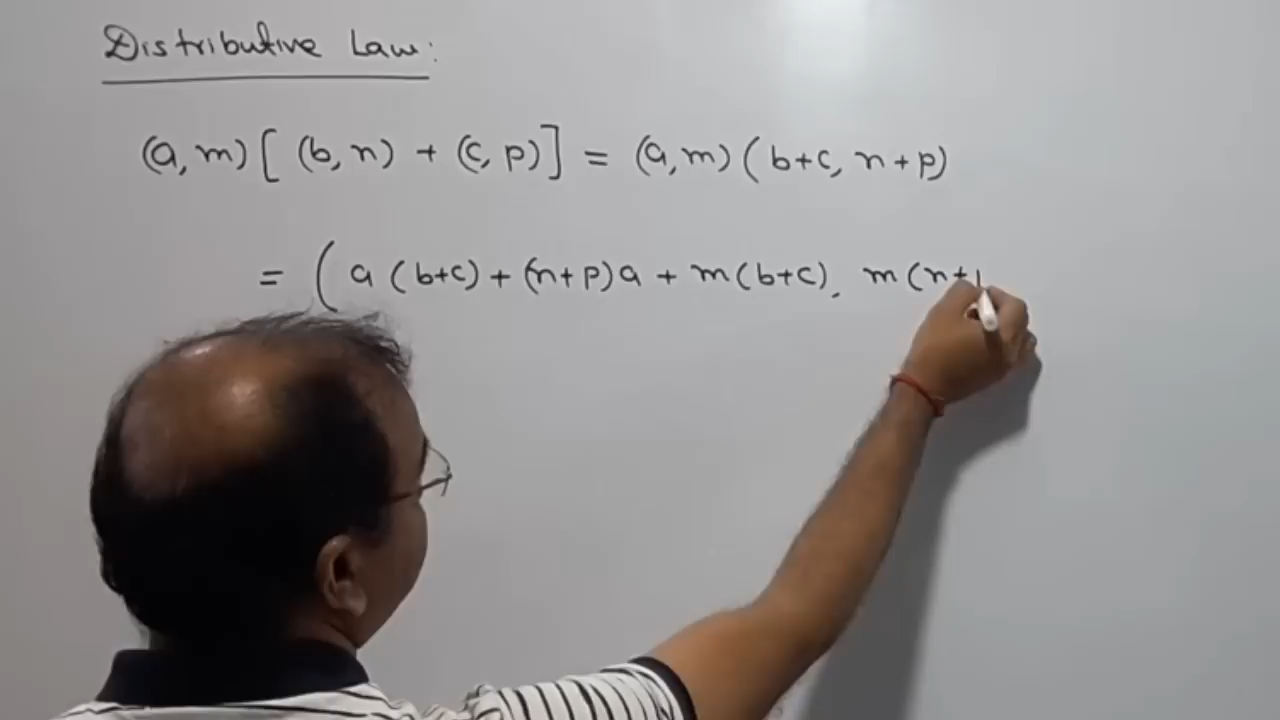 Distributive Law:
(a, m) [ (b, n) + (c, p) ] = (a, m) ( b+c, n+p)
= ( a (b+c) + (n+p)a + m(b+c), m(n+